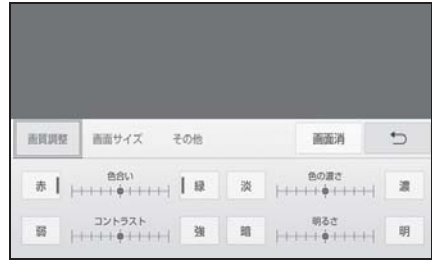 画質調整 画面サイズ その他 画面消
赤 色合い 緑 淡 色の濃さ 濃
弱 コントラスト 強 暗 明るさ 明